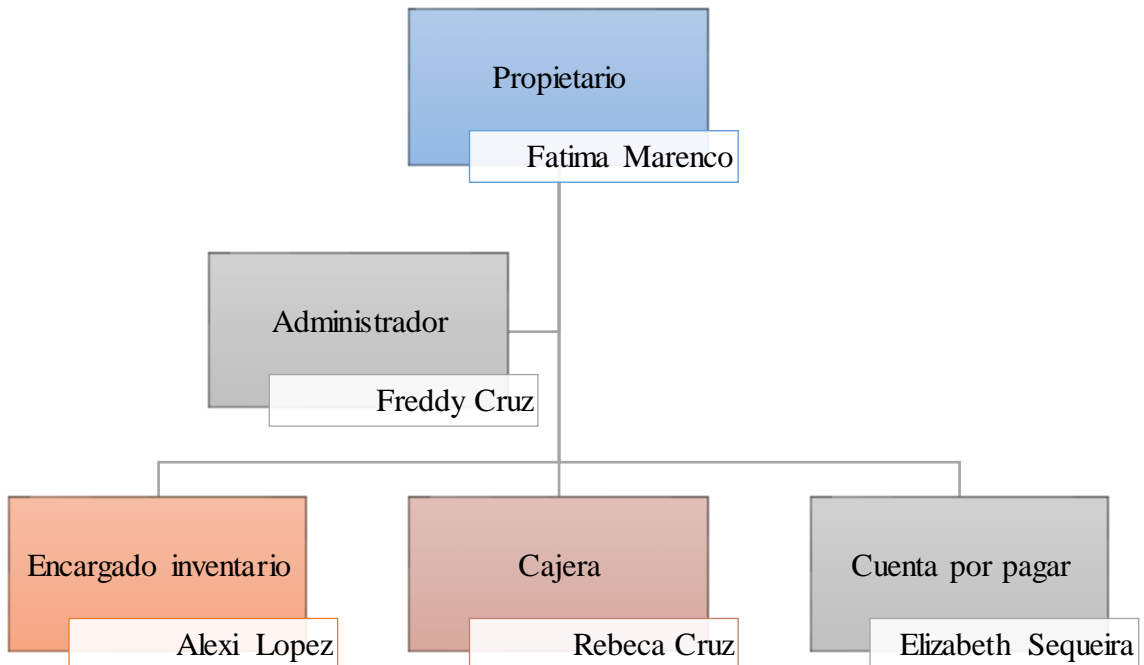 Propietario
Fatima Marenco
Administrador
Freddy Cruz
Encargado inventario
Alexi Lopez
Cajera
Rebeca Cruz
Cuenta por pagar
Elizabeth Sequeira